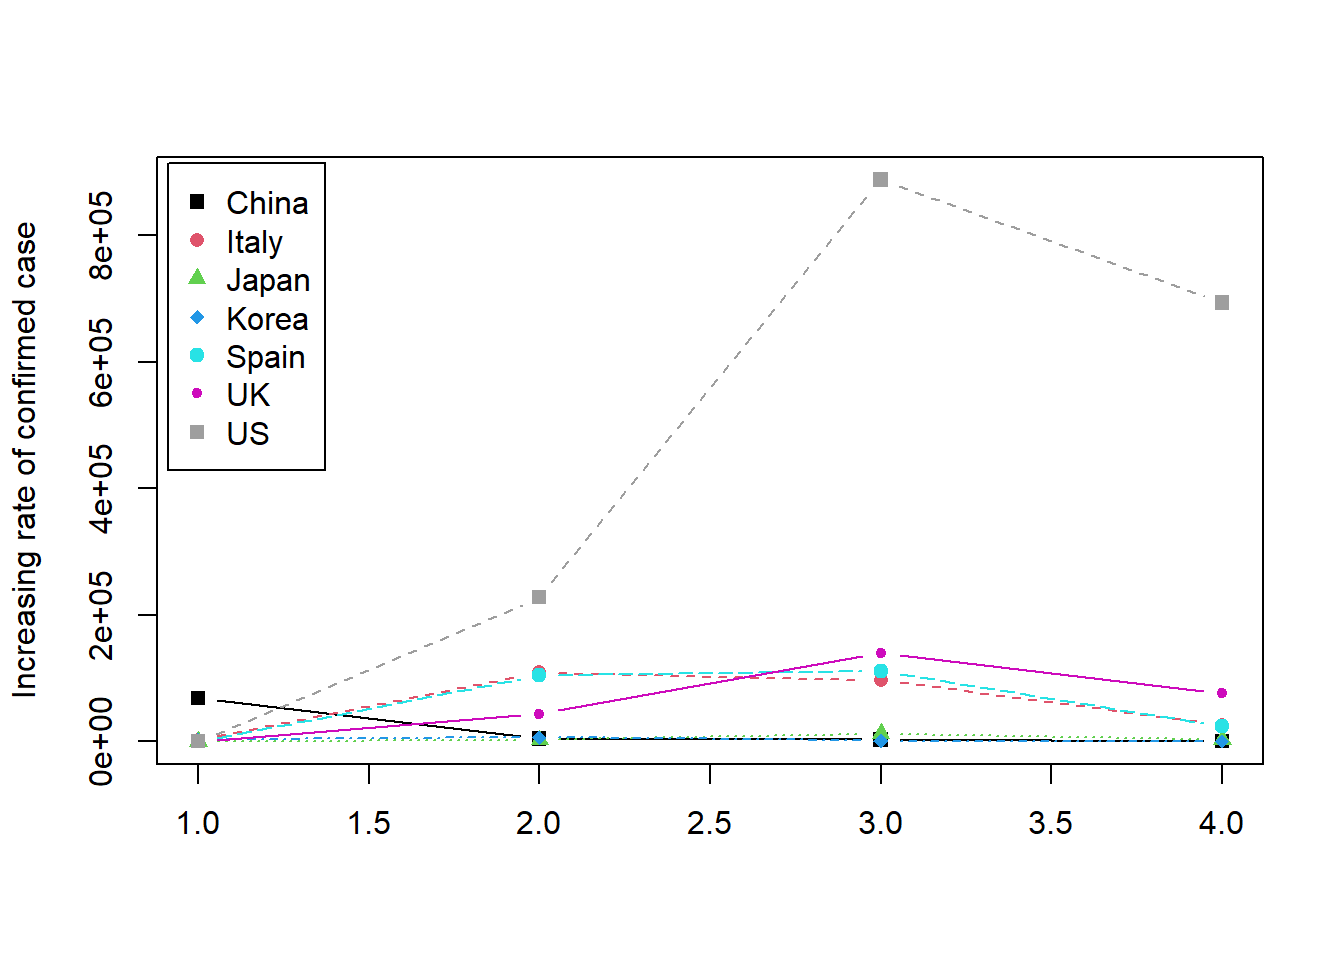 Increasing rate of confirmed case
8e+05
6e+05
4e+05
2e+05
0e+00
China
Italy
Japan
Korea
Spain
UK
US
1.0 1.5 2.0 2.5 3.0 3.5 4.0